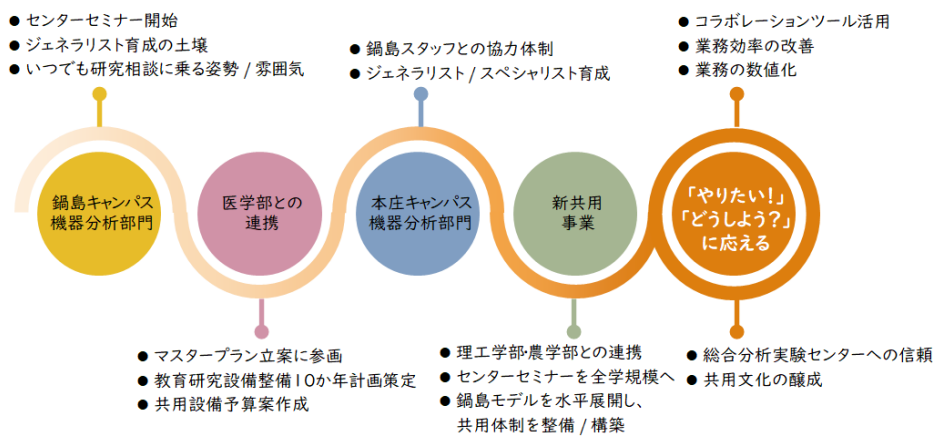 ● センターセミナー開始
● ジェネラリスト育成の土壌
● いつでも研究相談に乗る姿勢 / 雰囲気
● 鍋島スタッフとの協力体制
● ジェネラリスト / スペシャリスト育成
● コラボレーションツール活用
● 業務効率の改善
● 業務の数値化
鍋島キャンパス
機器分析部門
医学部との
連携
本庄キャンパス
機器分析部門
新共用
事業
「やりたい!」
「どうしよう?」
に応える
● マスタープラン立案に参画
● 教育研究設備整備10か年計画策定
● 共用設備予算案作成
● 理工学部・農学部との連携
● センターセミナーを全学規模へ
● 鍋島モデルを水平展開し、
共用体制を整備 / 構築
● 総合分析実験センターへの信頼
● 共用文化の醸成